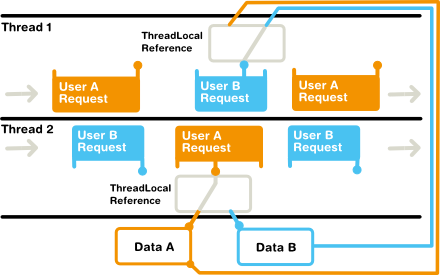 Thread 1
ThreadLocal
Reference
User A
Request
User B
Request
User A
Request
Thread 2
User B
Request
User A
Request
User B
Request
ThreadLocal
Reference
Data A
Data B